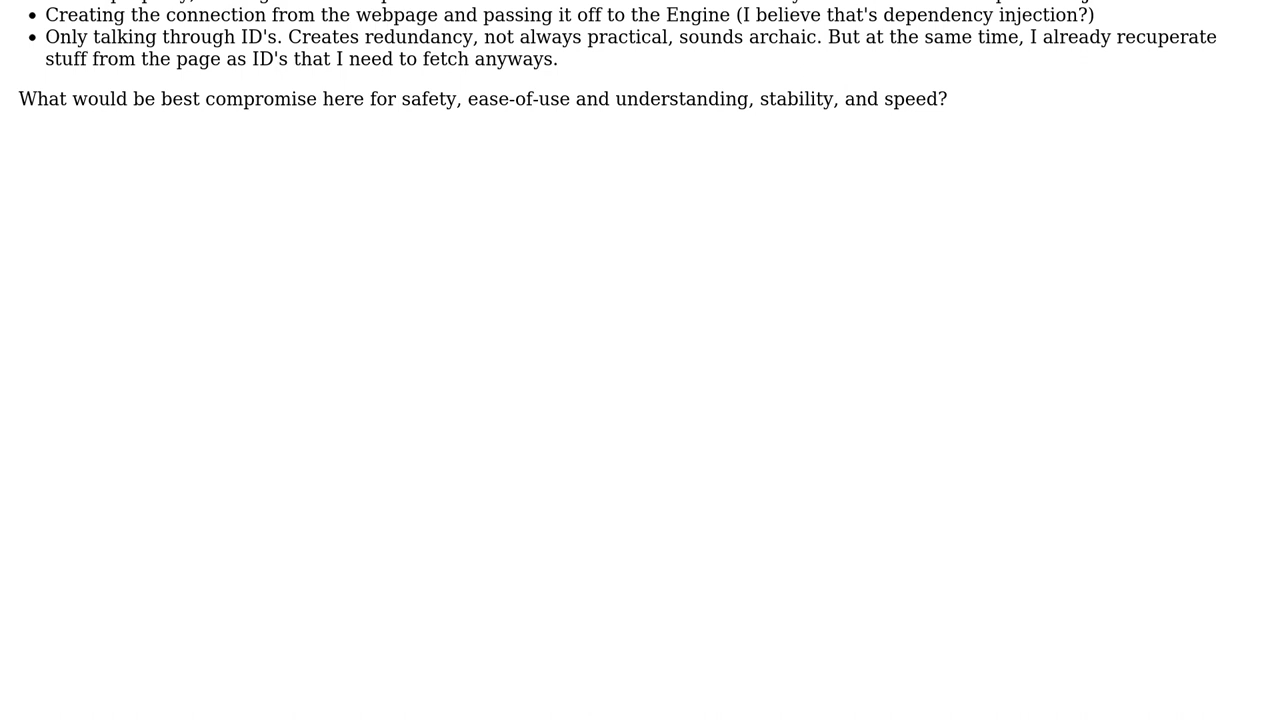 Creating the connection from the webpage and passing it off to the Engine (I believe that's dependency injection?)
Only talking through ID's. Creates redundancy, not always practical, sounds archaic. But at the same time, I already recuperate
stuff from the page as ID's that I need to fetch anyways.
What would be best compromise here for safety, ease-of-use and understanding, stability, and speed?